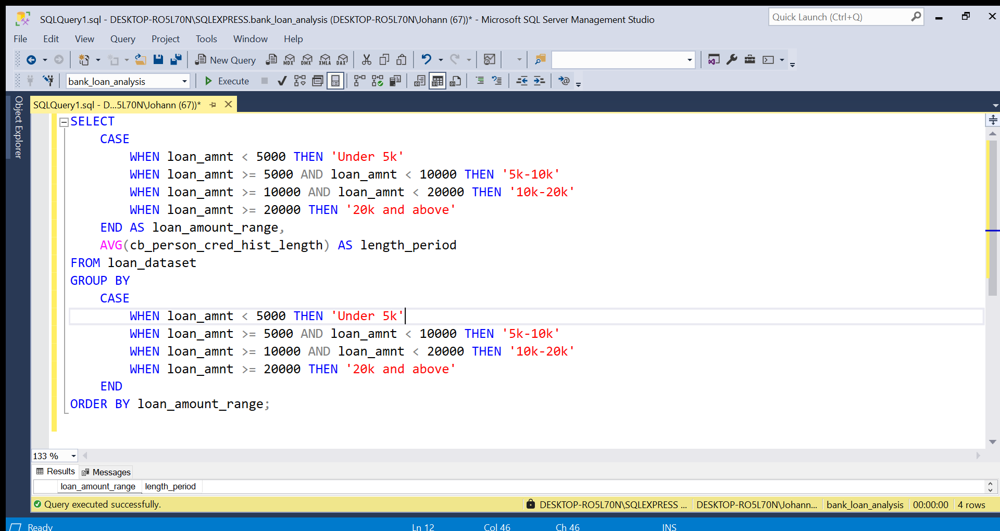 SQLQuery1.sql - DESKTOP-RO5L70N\SQLEXPRESS.bank_loan_analysis (DESKTOP-RO5L70N\Johann (67))* - Microsoft SQL Server Management Studio
Quick Launch (Ctrl+Q)
File Edit View Query Project Tools Window Help
New Query MDX DMX XMLA DAX
bank_loan_analysis Execute
Object Explorer
SQLQuery1.sql - D...5L70N\Johann (67))*
SELECT
    CASE
        WHEN loan_amnt < 5000 THEN 'Under 5k'
        WHEN loan_amnt >= 5000 AND loan_amnt < 10000 THEN '5k-10k'
        WHEN loan_amnt >= 10000 AND loan_amnt < 20000 THEN '10k-20k'
        WHEN loan_amnt >= 20000 THEN '20k and above'
    END AS loan_amount_range,
    AVG(cb_person_cred_hist_length) AS length_period
FROM loan_dataset
GROUP BY
    CASE
        WHEN loan_amnt < 5000 THEN 'Under 5k'
        WHEN loan_amnt >= 5000 AND loan_amnt < 10000 THEN '5k-10k'
        WHEN loan_amnt >= 10000 AND loan_amnt < 20000 THEN '10k-20k'
        WHEN loan_amnt >= 20000 THEN '20k and above'
    END
ORDER BY loan_amount_range;
133 %
Results Messages
loan_amount_range length_period
Query executed successfully. DESKTOP-RO5L70N\SQLEXPRESS ... DESKTOP-RO5L70N\Johann... bank_loan_analysis 00:00:00 4 rows
Ready Ln 12 Col 46 Ch 46 INS